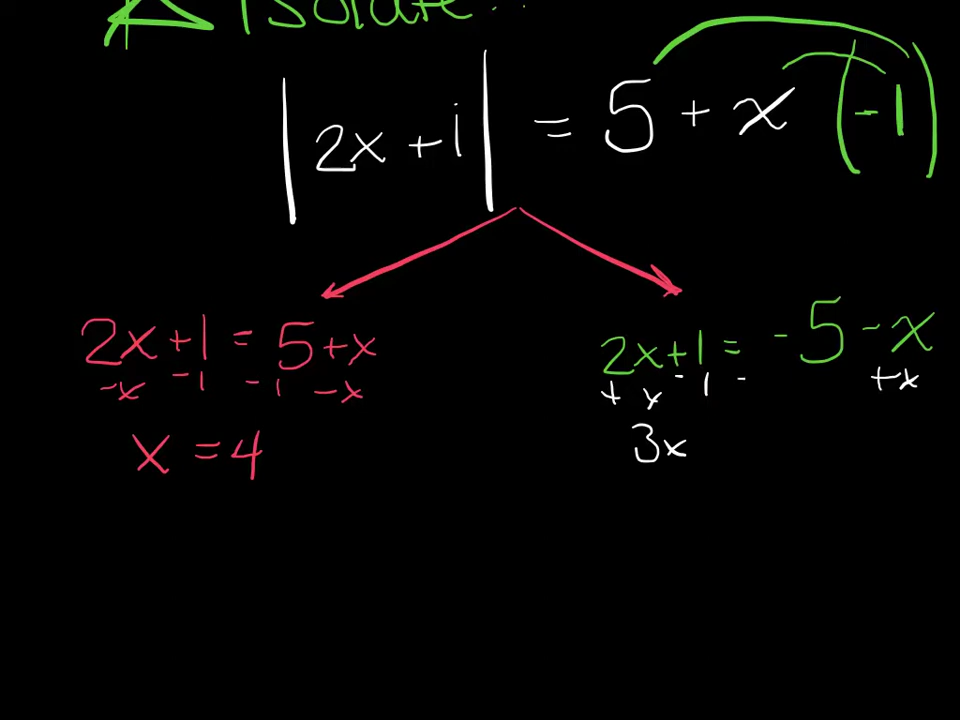 Isolate..
|2x+1| = 5+x (-1)
2x+1 = 5+x
-x -1 -1 -x
x = 4
2x+1 = -5-x
+x -1 - +x
3x